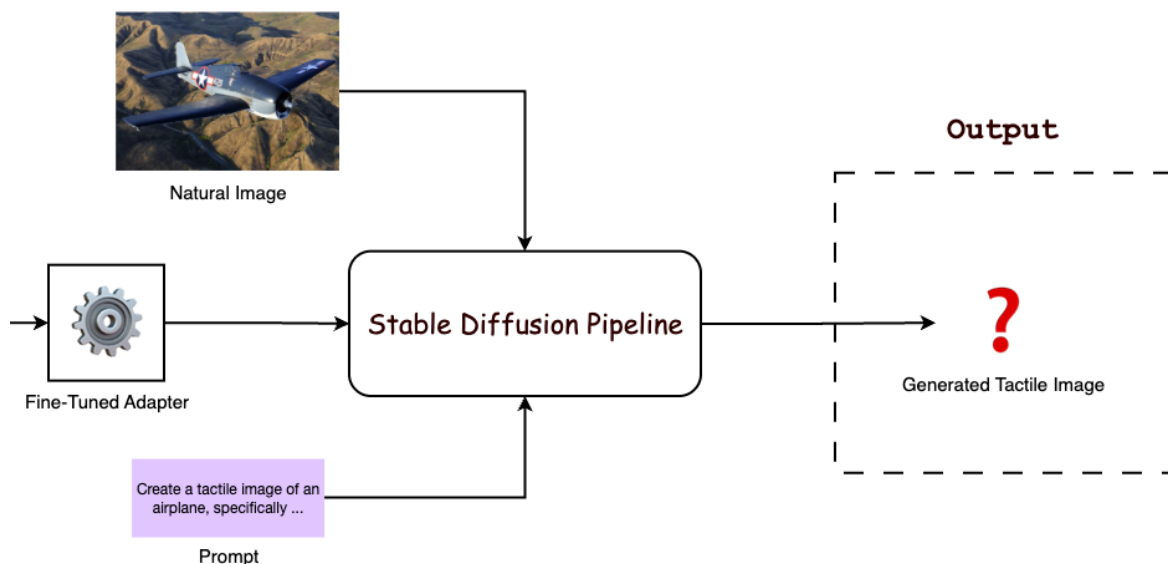 Output
Natural Image
Stable Diffusion Pipeline
?
Generated Tactile Image
Fine-Tuned Adapter
Create a tactile image of an
airplane, specifically ...
Prompt